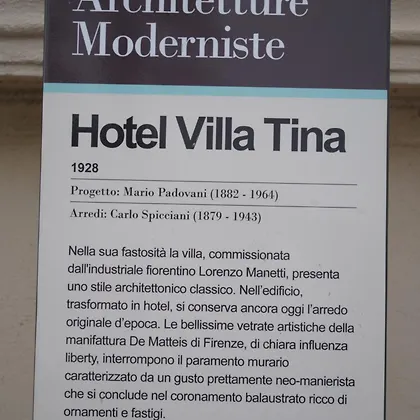 Architetture
Moderniste
Hotel Villa Tina
1928
Progetto: Mario Padovani (1882 - 1964)
Arredi: Carlo Spicciani (1879 - 1943)
Nella sua fastosità la villa, commissionata
dall'industriale fiorentino Lorenzo Manetti, presenta
uno stile architettonico classico. Nell'edificio,
trasformato in hotel, si conserva ancora oggi l'arredo
originale d'epoca. Le bellissime vetrate artistiche della
manifattura De Matteis di Firenze, di chiara influenza
liberty, interrompono il paramento murario
caratterizzato da un gusto prettamente neo-manierista
che si conclude nel coronamento balaustrato ricco di
ornamenti e fastigi.